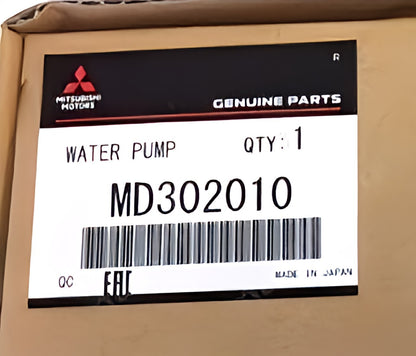 R
MITSUBISHI
MOTORS
GENUINE PARTS
WATER PUMP QTY: 1
MD302010
QC EAC MADE IN JAPAN